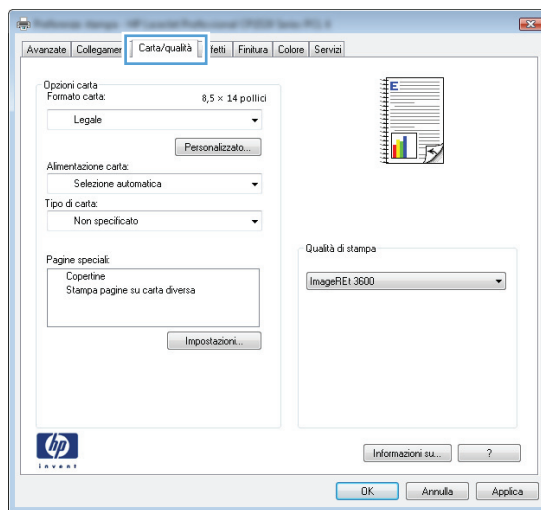 Avanzate Collegamen Carta/qualità fetti Finitura Colore Servizi
Opzioni carta
Formato carta: 8,5 × 14 pollici
Legale
Personalizzato...
Alimentazione carta:
Selezione automatica
Tipo di carta:
Non specificato
Pagine speciali:
Copertine
Stampa pagine su carta diversa
Impostazioni...
E
Qualità di stampa
ImageREt 3600
hp
invent
Informazioni su... ?
OK Annulla Applica